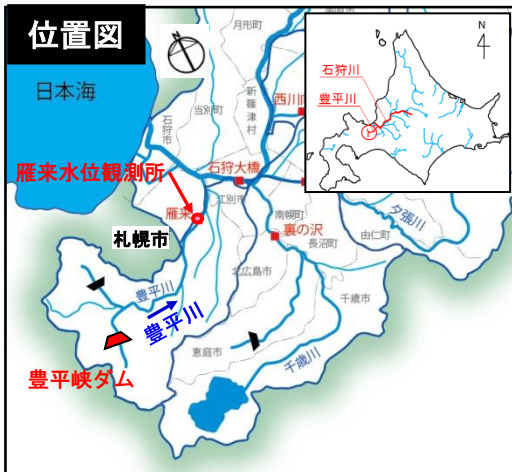 位置図
N
石狩川
豊平川
日本海
月形町
当別町
新篠津村
西川向
石狩市
石狩大橋
雁来水位観測所
江別市
雁来
札幌市
南幌町
裏の沢
長沼町
由仁町
夕張川
北広島市
豊平川
豊平川
千歳市
恵庭市
千歳川
豊平峡ダム